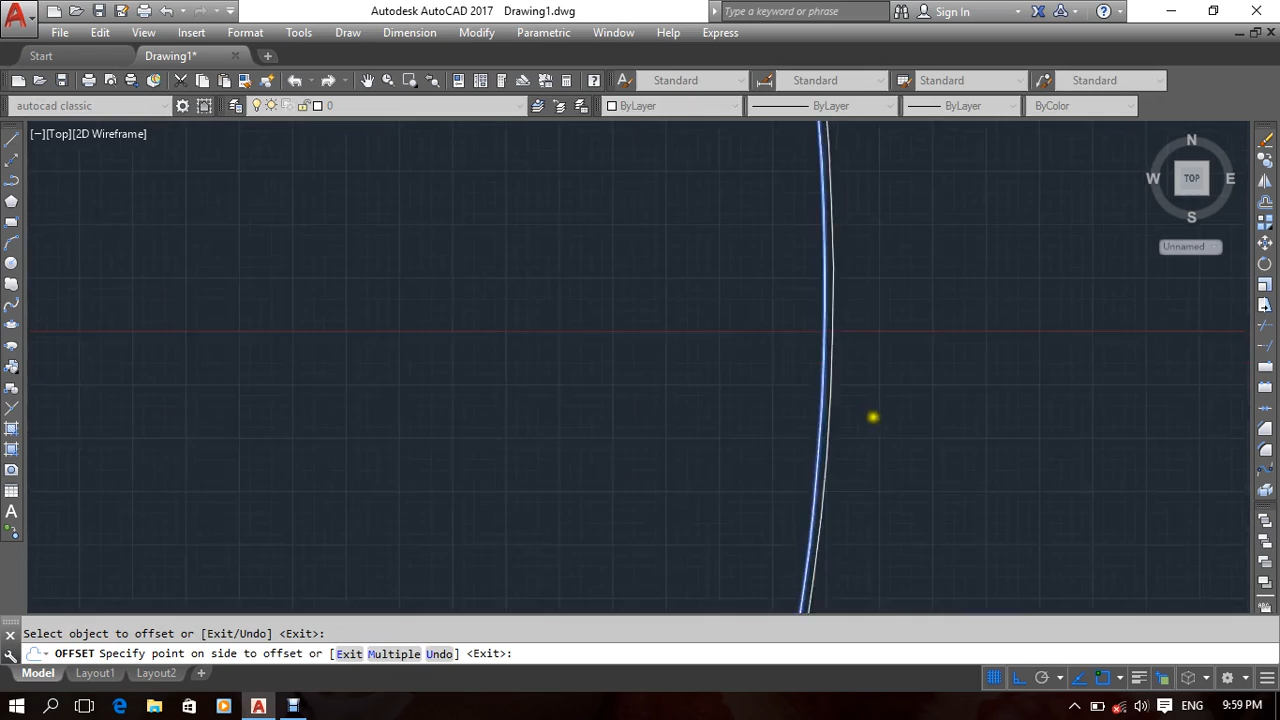 Autodesk AutoCAD 2017 Drawing1.dwg
Type a keyword or phrase
Sign In
File Edit View Insert Format Tools Draw Dimension Modify Parametric Window Help Express
Start Drawing1*
Standard Standard Standard Standard
autocad classic 0 ByLayer ByLayer ByLayer ByColor
[−][Top][2D Wireframe]
N
W TOP E
S
Unnamed
A
Select object to offset or [Exit/Undo] <Exit>:
OFFSET Specify point on side to offset or [Exit Multiple Undo] <Exit>:
Model Layout1 Layout2
ENG 9:59 PM